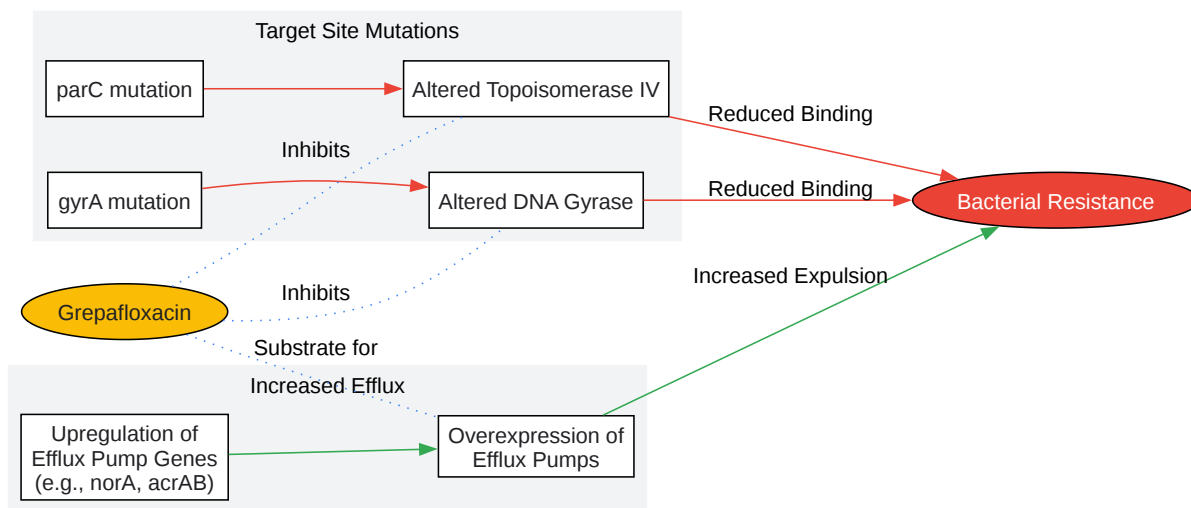 Target Site Mutations
parC mutation
Altered Topoisomerase IV
Reduced Binding
Inhibits
gyrA mutation
Altered DNA Gyrase
Reduced Binding
Bacterial Resistance
Increased Expulsion
Inhibits
Grepafloxacin
Substrate for
Increased Efflux
Upregulation of
Efflux Pump Genes
(e.g., norA, acrAB)
Overexpression of
Efflux Pumps